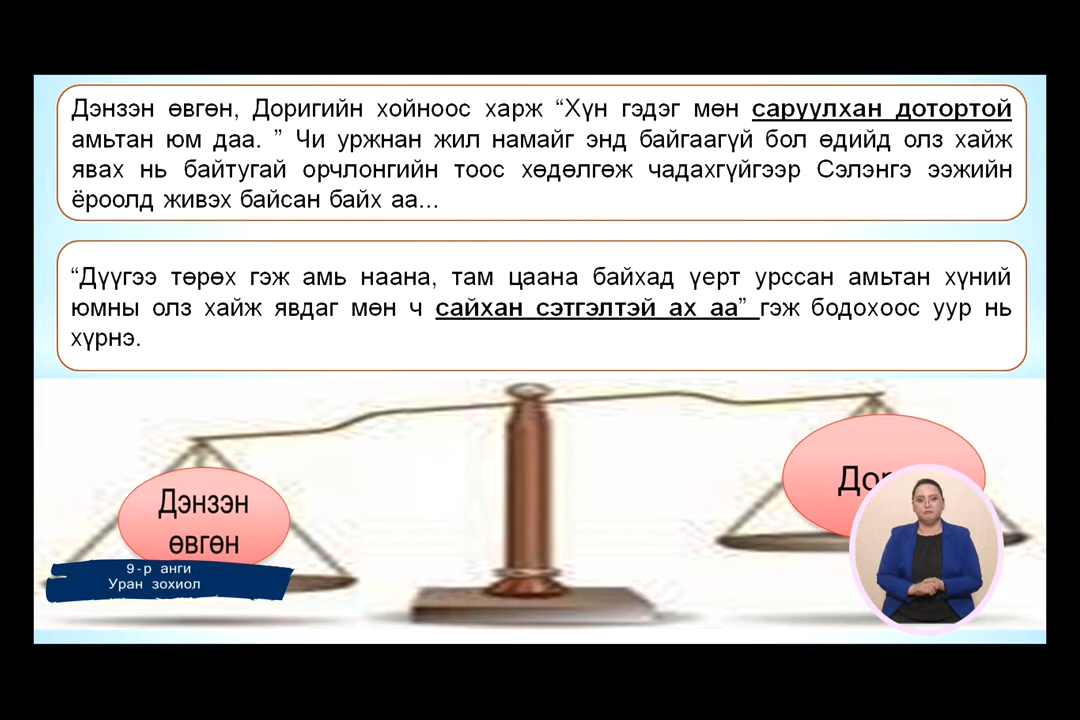 Дэнзэн өвгөн, Доригийн хойноос харж “Хүн гэдэг мөн саруулхан дотортой
амьтан юм даа. ” Чи уржнан жил намайг энд байгаагүй бол өдийд олз хайж
явах нь байтугай орчлонгийн тоос хөдөлгөж чадахгүйгээр Сэлэнгэ ээжийн
ёроолд живэх байсан байх аа...
“Дүүгээ төрөх гэж амь наана, там цаана байхад үерт урссан амьтан хүний
юмны олз хайж явдаг мөн ч сайхан сэтгэлтэй ах аа” гэж бодохоос уур нь
хүрнэ.
Дэнзэн
өвгөн
9-р анги
Уран зохиол